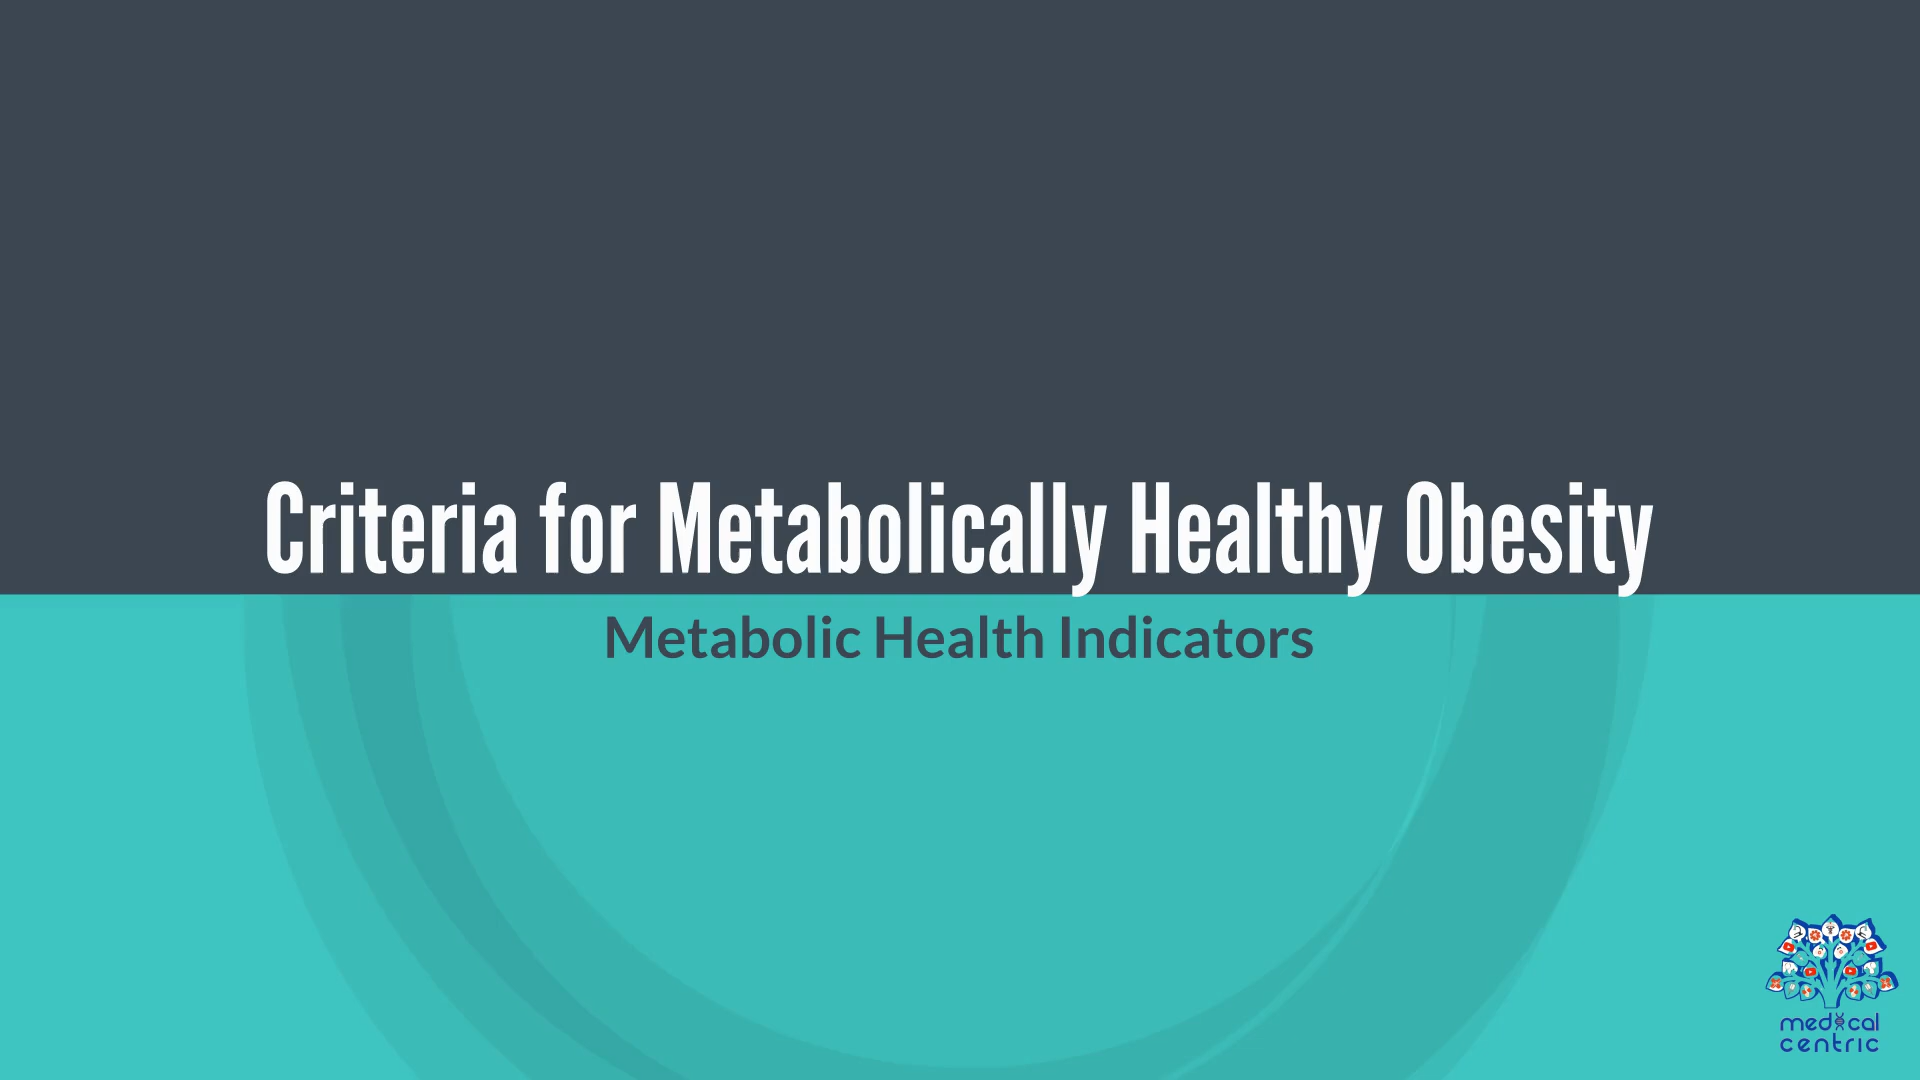 Criteria for Metabolically Healthy Obesity
Metabolic Health Indicators
medical
centric